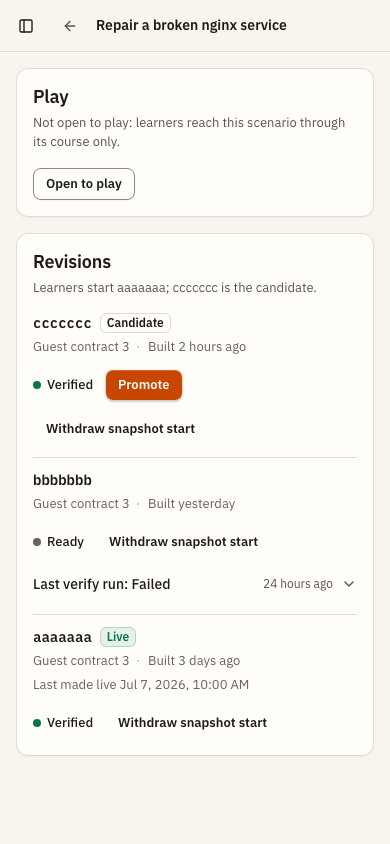 Repair a broken nginx service
Play
Not open to play: learners reach this scenario through
its course only.
Open to play
Revisions
Learners start aaaaaaa; ccccccc is the candidate.
ccccccc Candidate
Guest contract 3 · Built 2 hours ago
Verified Promote
Withdraw snapshot start
bbbbbbb
Guest contract 3 · Built yesterday
Ready Withdraw snapshot start
Last verify run: Failed 24 hours ago
aaaaaaa Live
Guest contract 3 · Built 3 days ago
Last made live Jul 7, 2026, 10:00 AM
Verified Withdraw snapshot start